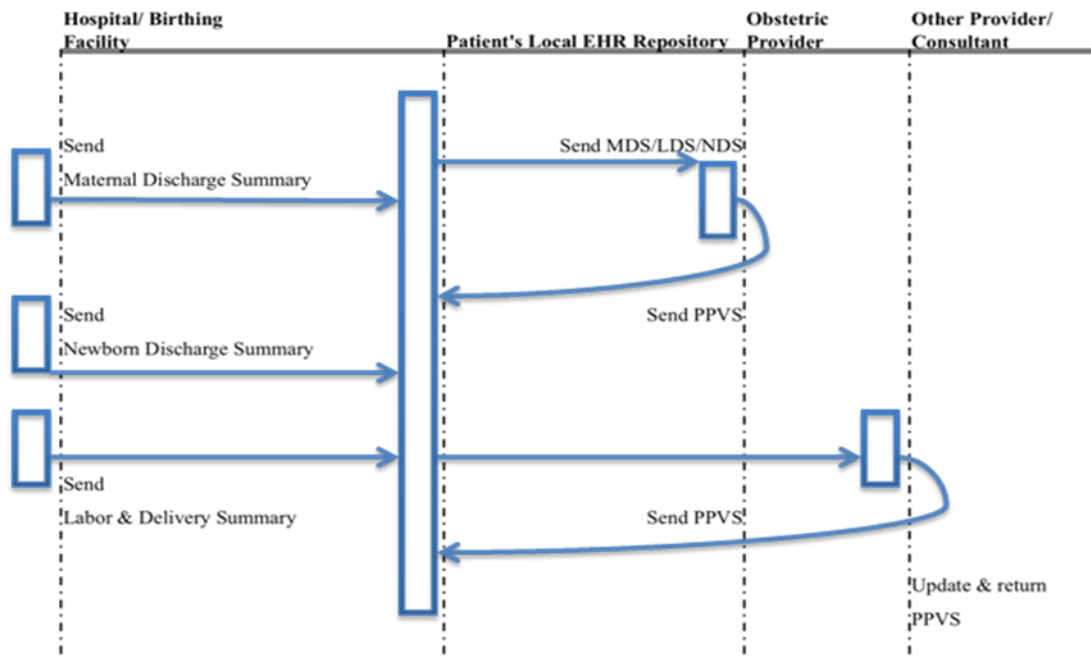 Hospital/ Birthing
Facility
Patient's Local EHR Repository
Obstetric
Provider
Other Provider/
Consultant
Send
Maternal Discharge Summary
Send MDS/LDS/NDS
Send PPVS
Send
Newborn Discharge Summary
Send
Labor & Delivery Summary
Send PPVS
Update & return
PPVS